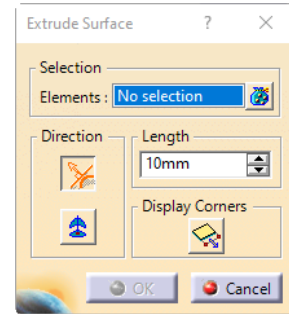 Extrude Surface ? ×
Selection
Elements : No selection
Direction
Length
10mm
Display Corners
OK Cancel